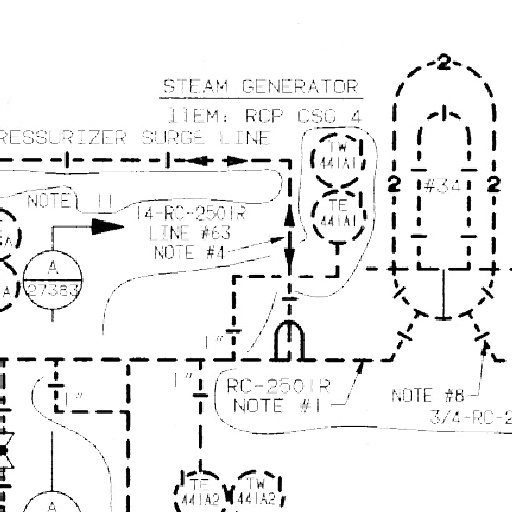 2
STEAM GENERATOR
ITEM: RCP CSG 4
RESSURIZER SURGE LINE
TW
441A1
2
#34
2
NOTE 11
14-RC-2501R
LINE #63
NOTE #4
TE
441A1
A
A
A
27383
1"
1"
1"
RC-2501R
NOTE #1
NOTE #8
3/4-RC-2
TE
441A2
TW
441A2
A